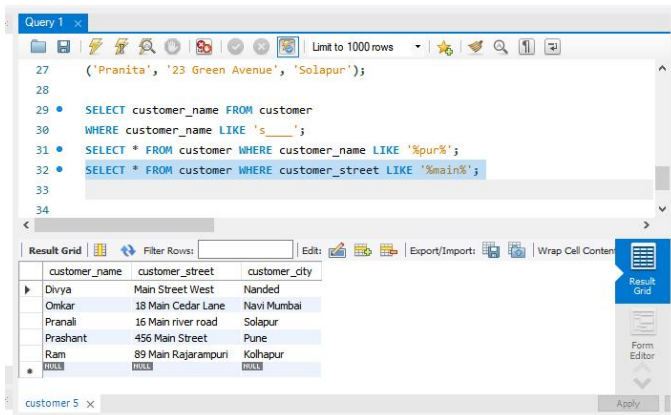 Query 1
Limit to 1000 rows
27 ('Pranita', '23 Green Avenue', 'Solapur');
28
29 SELECT customer_name FROM customer
30 WHERE customer_name LIKE 's____';
31 SELECT * FROM customer WHERE customer_name LIKE '%pur%';
32 SELECT * FROM customer WHERE customer_street LIKE '%main%';
33
34
Result Grid Filter Rows: Edit: Export/Import: Wrap Cell Conten
customer_name customer_street customer_city
Divya Main Street West Nanded
Omkar 18 Main Cedar Lane Navi Mumbai
Pranali 16 Main river road Solapur
Prashant 456 Main Street Pune
Ram 89 Main Rajarampuri Kolhapur
NULL NULL NULL
Result
Grid
Form
Editor
customer 5
Apply